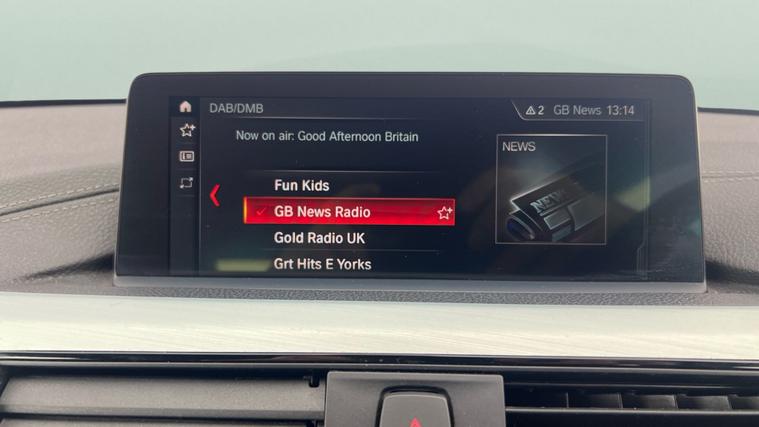 DAB/DMB
2 GB News 13:14
Now on air: Good Afternoon Britain
NEWS
Fun Kids
GB News Radio
Gold Radio UK
Grt Hits E Yorks